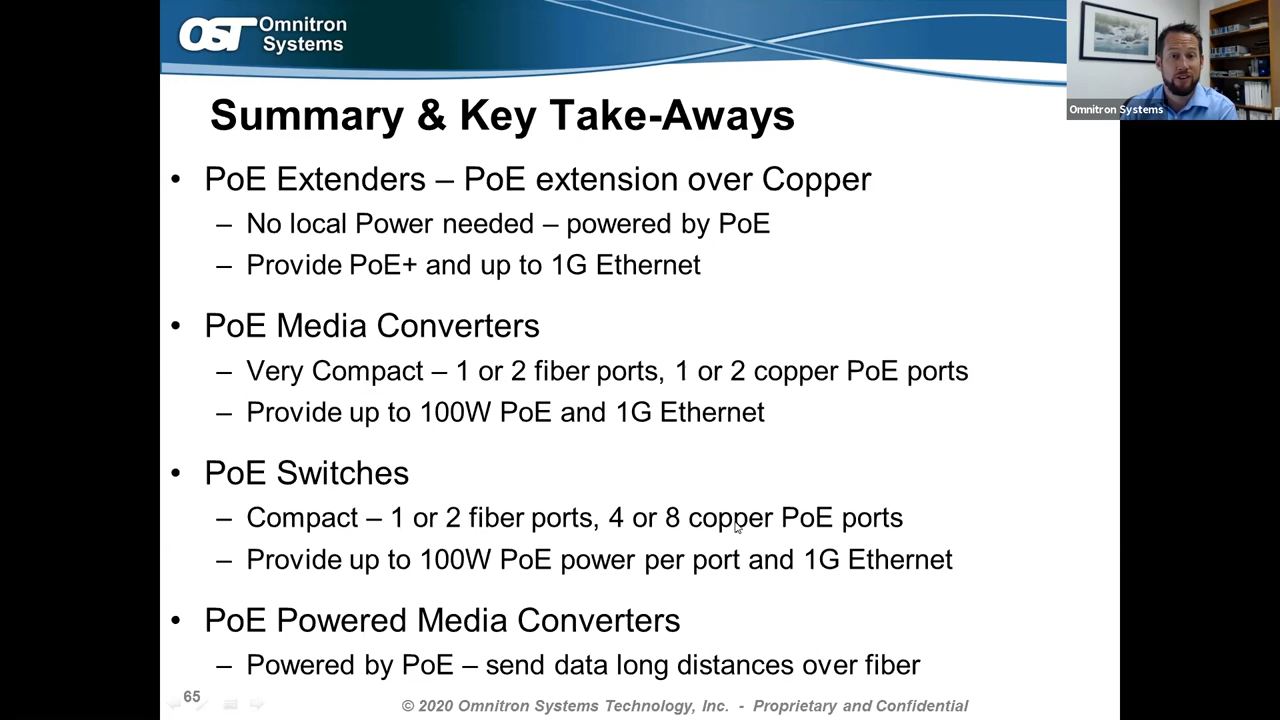 OST Omnitron
Systems
Omnitron Systems
Summary & Key Take-Aways
• PoE Extenders – PoE extension over Copper
– No local Power needed – powered by PoE
– Provide PoE+ and up to 1G Ethernet
• PoE Media Converters
– Very Compact – 1 or 2 fiber ports, 1 or 2 copper PoE ports
– Provide up to 100W PoE and 1G Ethernet
• PoE Switches
– Compact – 1 or 2 fiber ports, 4 or 8 copper PoE ports
– Provide up to 100W PoE power per port and 1G Ethernet
• PoE Powered Media Converters
– Powered by PoE – send data long distances over fiber
65
© 2020 Omnitron Systems Technology, Inc. - Proprietary and Confidential